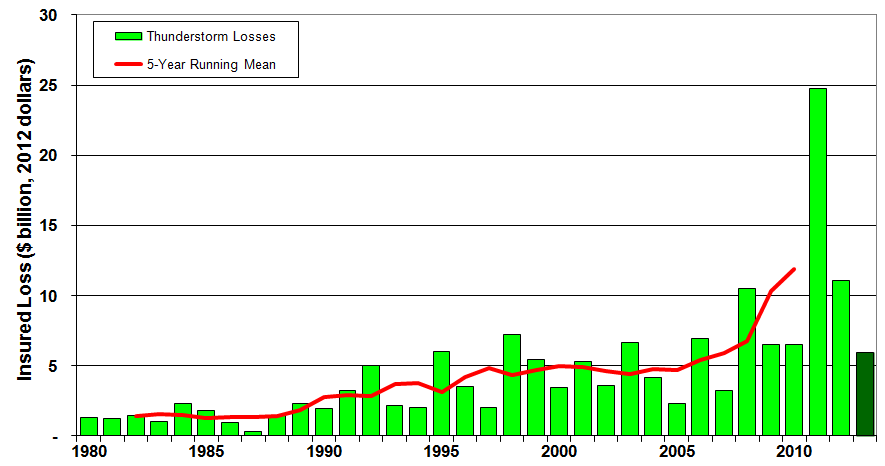 30
Thunderstorm Losses
5-Year Running Mean
25
20
15
10
5
-
Insured Loss ($ billion, 2012 dollars)
1980 1985 1990 1995 2000 2005 2010